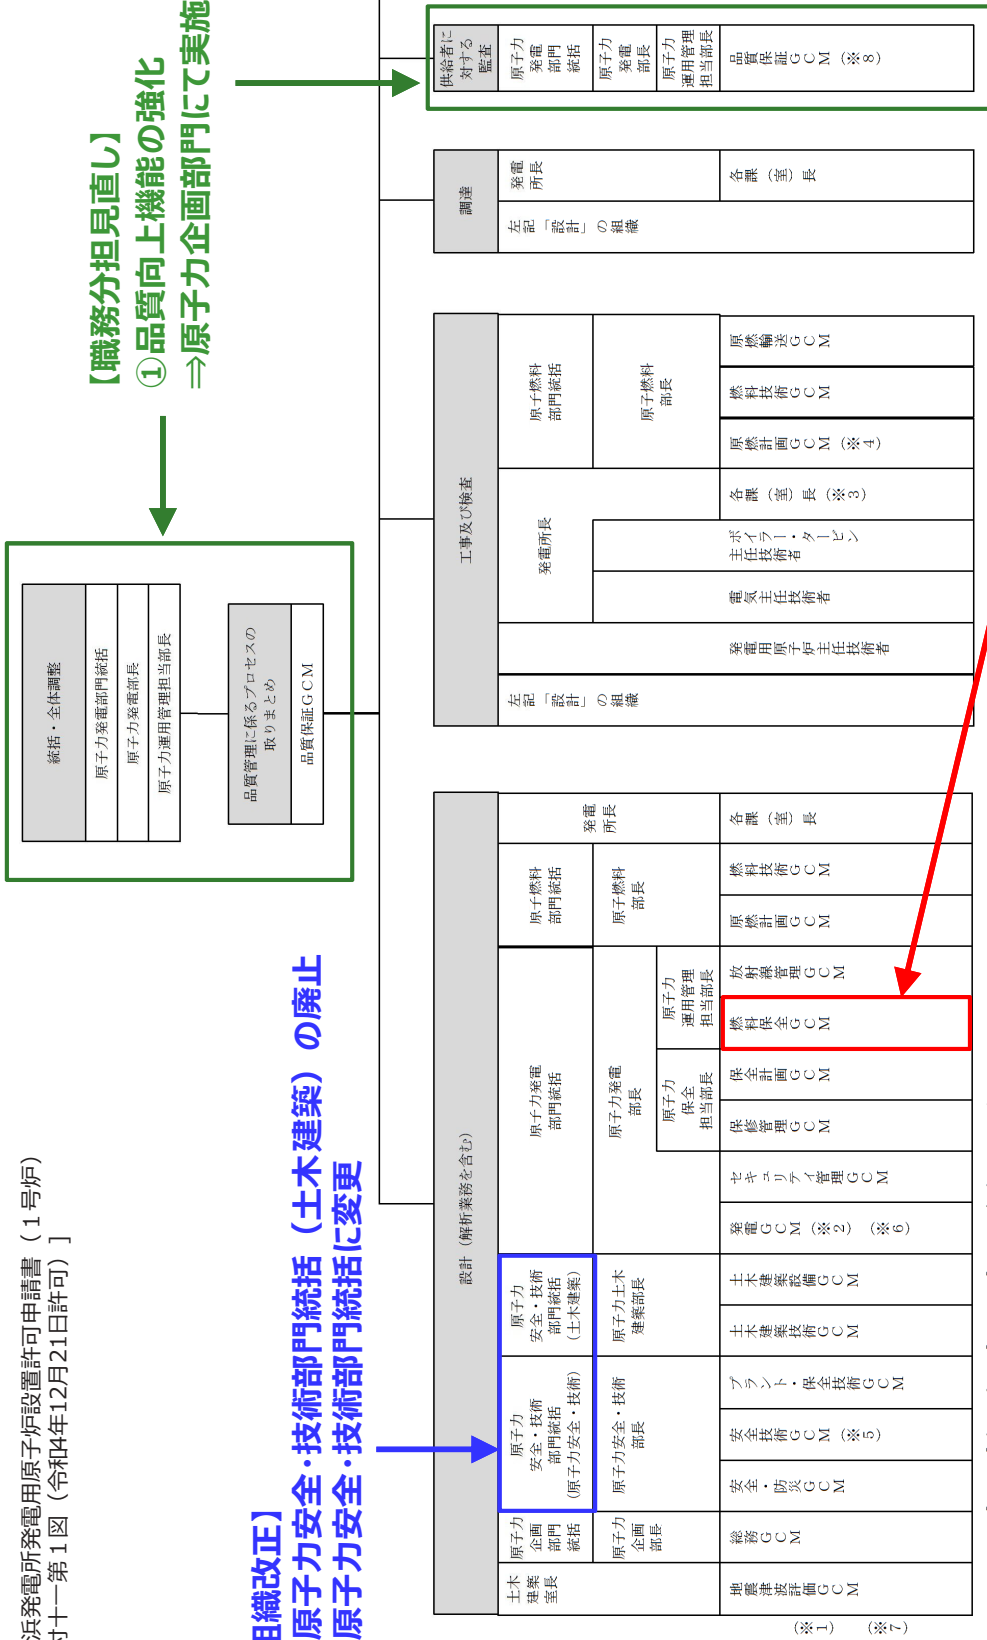 浜発電所発電用原子炉設置許可申請書（１号炉）
付十一第１図（令和4年12月21日許可）］
組織改正】
原子力安全･技術部門統括（土木建築）の廃止
原子力安全･技術部門統括に変更
【職務分担見直し】
①品質向上機能の強化
⇒原子力企画部門にて実施
統括・全体調整
原子力発電部門統括
原子力発電部長
原子力運用管理担当部長
品質管理に係るプロセスの
取りまとめ
品質保証ＧＣＭ
設計（解析業務を含む）
土木
建築
室長
地震津波評価ＧＣＭ
（※１）
（※７）
原子力
企画
部門
統括
原子力
企画
部長
総務ＧＣＭ
原子力
安全・技術
部門統括
(原子力安全・技術)
原子力安全・技術
部長
安全・防災ＧＣＭ
安全技術ＧＣＭ（※５）
プラント・保全技術ＧＣＭ
原子力
安全・技術
部門統括
(土木建築)
原子力土木
建築部長
土木建築技術ＧＣＭ
土木建築設備ＧＣＭ
原子力発電
部門統括
原子力発電
部長
発電ＧＣＭ（※２）（※６）
セキュリティ管理ＧＣＭ
原子力
保全
担当部長
保修管理ＧＣＭ
保全計画ＧＣＭ
原子力
運用管理
担当部長
燃料保全ＧＣＭ
放射線管理ＧＣＭ
原子燃料
部門統括
原子燃料
部長
原燃計画ＧＣＭ
燃料技術ＧＣＭ
発電
所長
各課（室）長
工事及び検査
左記「設計」の組織
発電用原子炉主任技術者
発電所長
電気主任技術者
ボイラー・タービン
主任技術者
各課（室）長（※３）
原子燃料
部門統括
原子燃料
部長
原燃計画ＧＣＭ（※４）
燃料技術ＧＣＭ
原燃輸送ＧＣＭ
調達
左記「設計」の組織
発電
所長
各課（室）長
供給者に
対する
監査
原子力
発電
部門
統括
原子力
発電
部長
原子力
運用管理
担当部長
品質保証ＧＣＭ（※８）